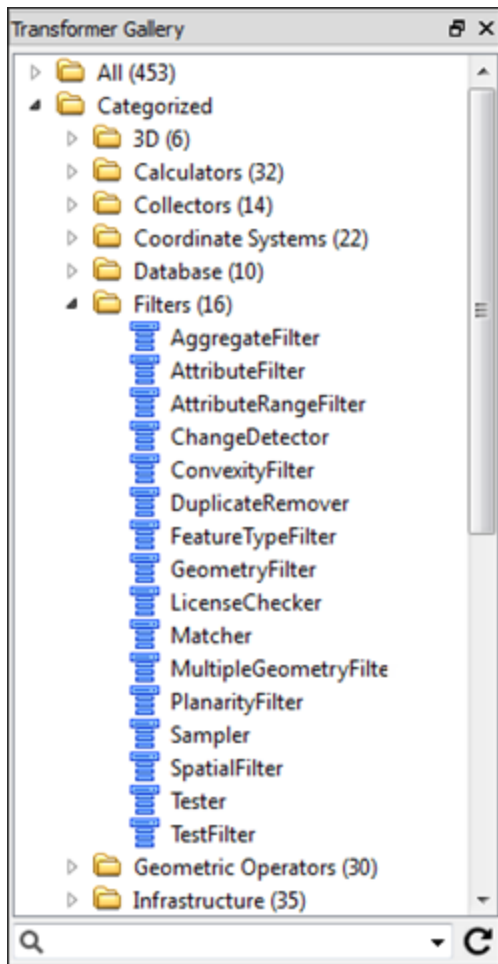 Transformer Gallery
All (453)
Categorized
3D (6)
Calculators (32)
Collectors (14)
Coordinate Systems (22)
Database (10)
Filters (16)
AggregateFilter
AttributeFilter
AttributeRangeFilter
ChangeDetector
ConvexityFilter
DuplicateRemover
FeatureTypeFilter
GeometryFilter
LicenseChecker
Matcher
MultipleGeometryFilte
PlanarityFilter
Sampler
SpatialFilter
Tester
TestFilter
Geometric Operators (30)
Infrastructure (35)